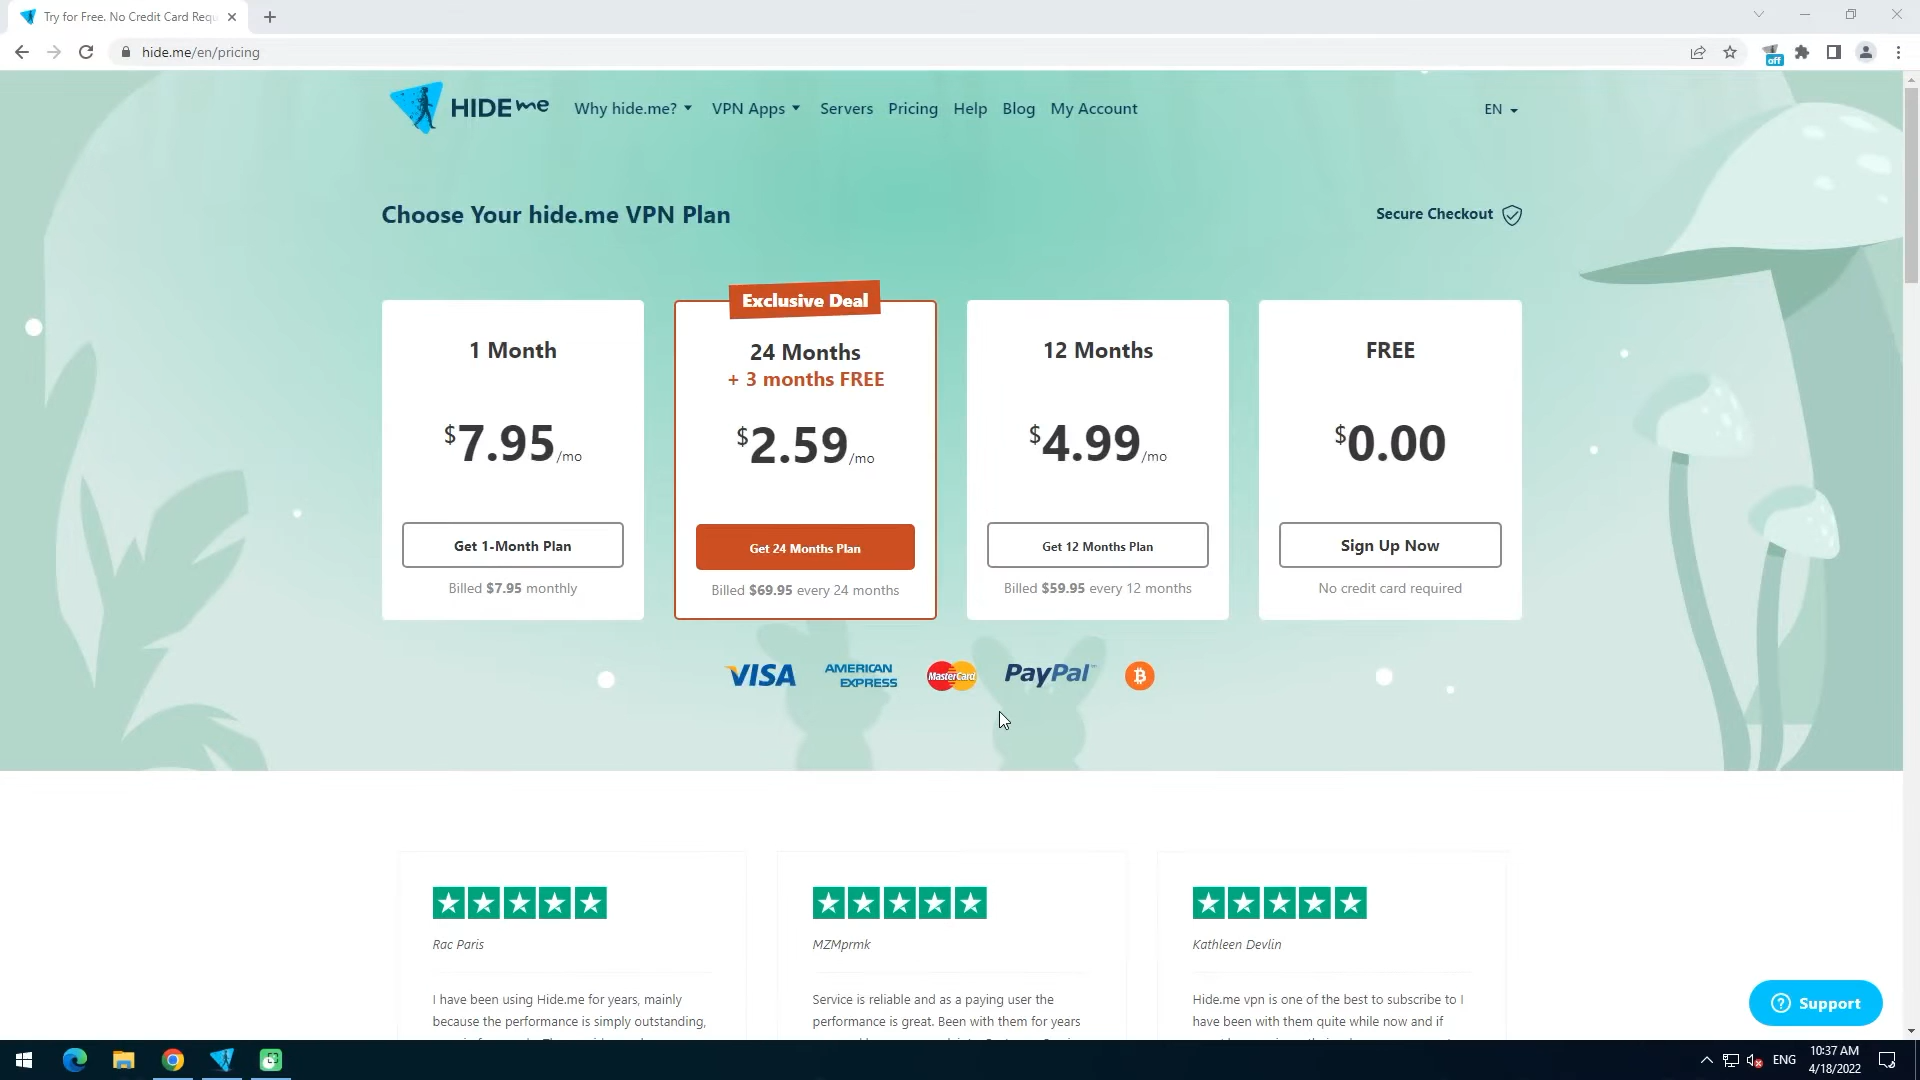 Try for Free. No Credit Card Requ
hide.me/en/pricing
off
HIDE me
Why hide.me?
VPN Apps
Servers
Pricing
Help
Blog
My Account
EN
Choose Your hide.me VPN Plan
Secure Checkout
1 Month
$7.95/mo
Get 1-Month Plan
Billed $7.95 monthly
Exclusive Deal
24 Months
+ 3 months FREE
$2.59/mo
Get 24 Months Plan
Billed $69.95 every 24 months
12 Months
$4.99/mo
Get 12 Months Plan
Billed $59.95 every 12 months
FREE
$0.00
Sign Up Now
No credit card required
VISA
AMERICAN
EXPRESS
MasterCard
PayPal
Rac Paris
I have been using Hide.me for years, mainly
because the performance is simply outstanding,
MZMprmk
Service is reliable and as a paying user the
performance is great. Been with them for years
Kathleen Devlin
Hide.me vpn is one of the best to subscribe to I
have been with them quite while now and if
Support
ENG
10:37 AM
4/18/2022